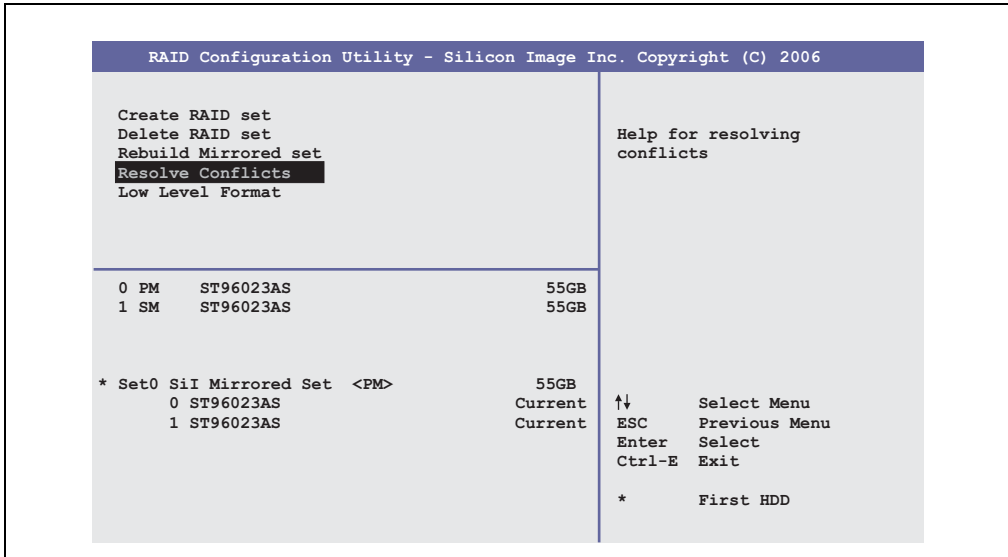 RAID Configuration Utility - Silicon Image Inc. Copyright (C) 2006
Create RAID set
Delete RAID set
Rebuild Mirrored set
Resolve Conflicts
Low Level Format
Help for resolving
conflicts
0 PM ST96023AS 55GB
1 SM ST96023AS 55GB
* Set0 SiI Mirrored Set <PM> 55GB
0 ST96023AS Current
1 ST96023AS Current
↑↓ Select Menu
ESC Previous Menu
Enter Select
Ctrl-E Exit
* First HDD